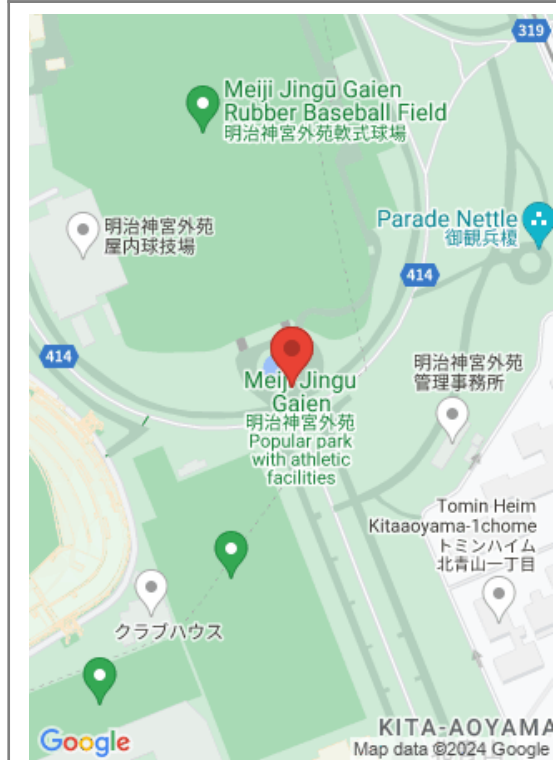 319
Meiji Jingū Gaien
Rubber Baseball Field
明治神宮外苑軟式球場
明治神宮外苑
屋内球技場
Parade Nettle
御観兵榎
414
414
Meiji Jingu
Gaien
明治神宮外苑
Popular park
with athletic
facilities
明治神宮外苑
管理事務所
Tomin Heim
Kitaaoyama-1chome
トミンハイム
北青山一丁目
クラブハウス
KITA-AOYAMA
Google
Map data ©2024 Google